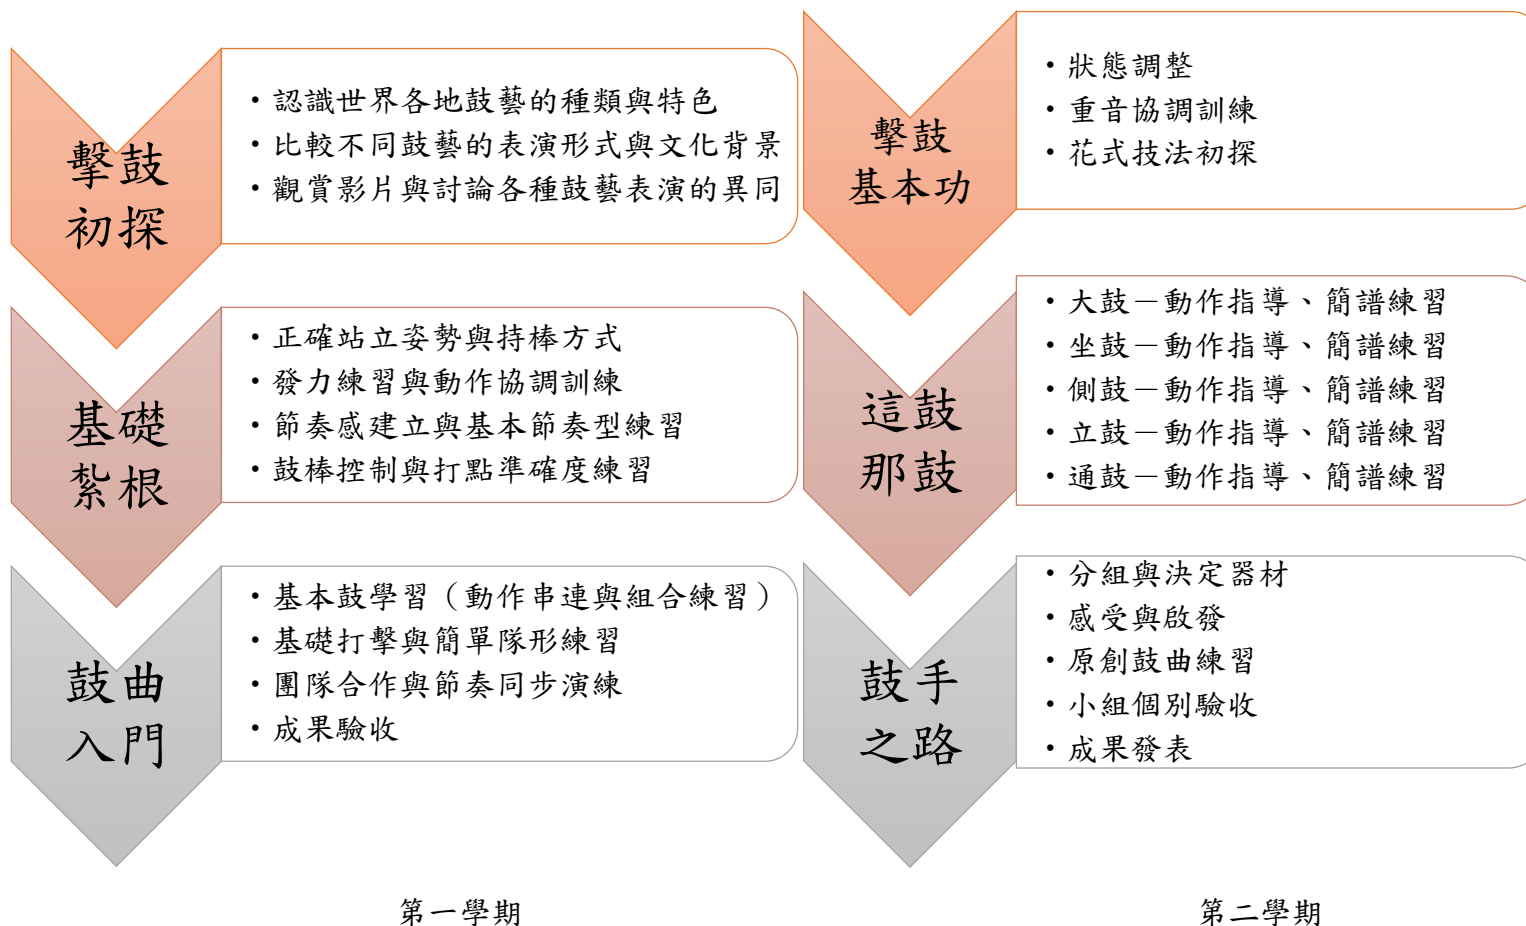 擊鼓
初探
・認識世界各地鼓藝的種類與特色
・比較不同鼓藝的表演形式與文化背景
・觀賞影片與討論各種鼓藝表演的異同
基礎
紮根
・正確站立姿勢與持棒方式
・發力練習與動作協調訓練
・節奏感建立與基本節奏型練習
・鼓棒控制與打點準確度練習
鼓曲
入門
・基本鼓學習（動作串連與組合練習）
・基礎打擊與簡單隊形練習
・團隊合作與節奏同步演練
・成果驗收
第一學期
擊鼓
基本功
・狀態調整
・重音協調訓練
・花式技法初探
這鼓
那鼓
・大鼓－動作指導、簡譜練習
・坐鼓－動作指導、簡譜練習
・側鼓－動作指導、簡譜練習
・立鼓－動作指導、簡譜練習
・通鼓－動作指導、簡譜練習
鼓手
之路
・分組與決定器材
・感受與啟發
・原創鼓曲練習
・小組個別驗收
・成果發表
第二學期